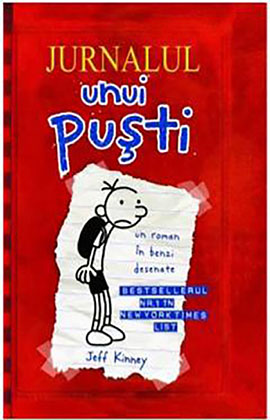 JURNALUL
unui
puşti
un roman
în benzi
desenate
BESTSELLERUL
NR.1 ÎN
NEW YORK TIMES
LIST
Jeff Kinney